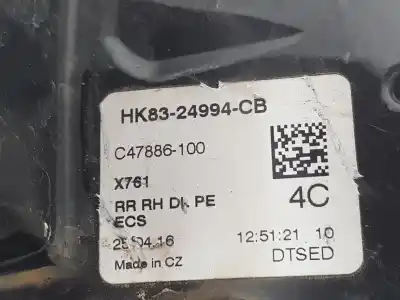 HK83-24994-CB
C47886-100
X761
RR RH PE
4C
ECS
12:51:21 10
Made in CZ
DTSED